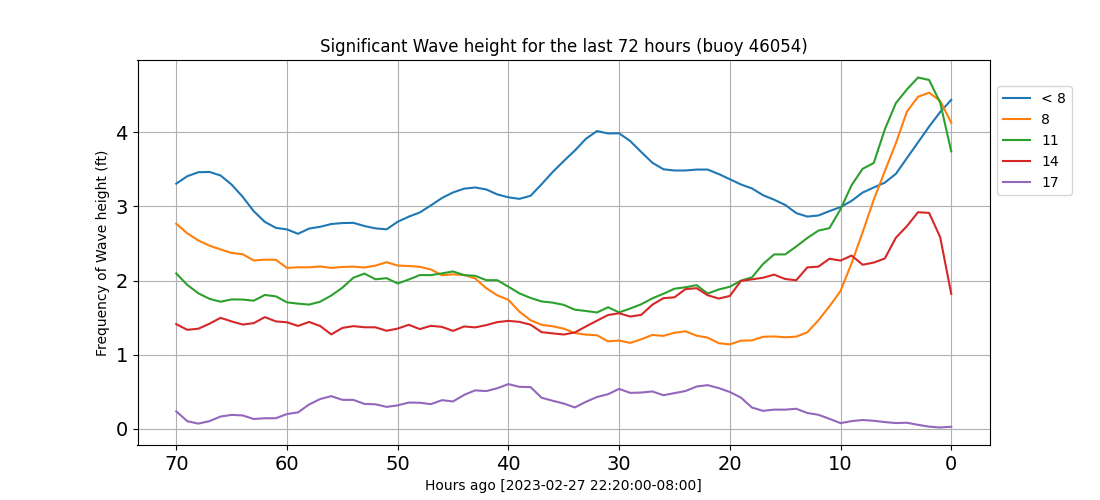 Significant Wave height for the last 72 hours (buoy 46054)
Frequency of Wave height (ft)
4
3
2
1
0
70 60 50 40 30 20 10 0
Hours ago [2023-02-27 22:20:00-08:00]
< 8
8
11
14
17